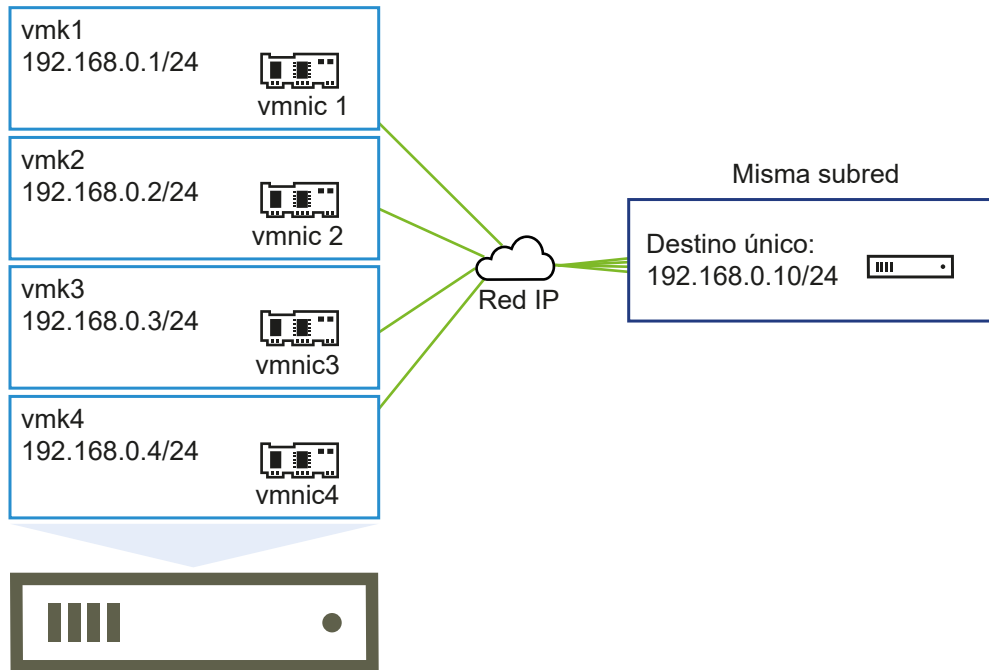 vmk1
192.168.0.1/24
vmnic 1
vmk2
192.168.0.2/24
vmnic 2
vmk3
192.168.0.3/24
vmnic3
vmk4
192.168.0.4/24
vmnic4
Red IP
Misma subred
Destino único:
192.168.0.10/24